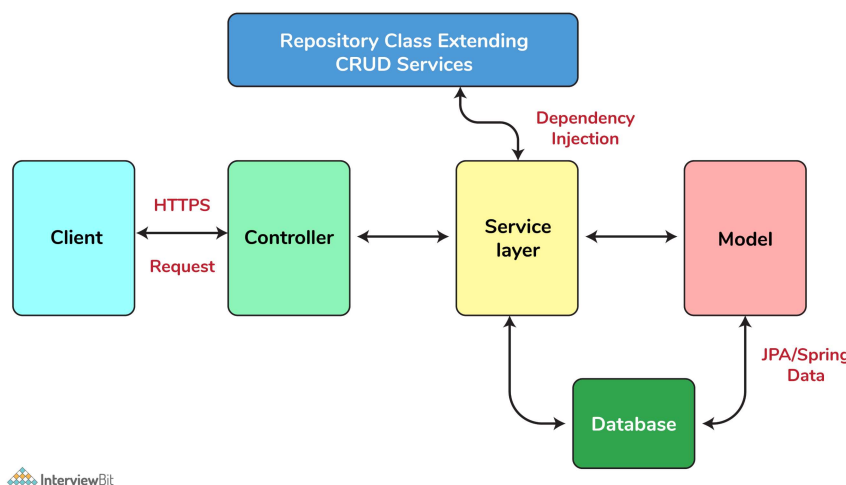 Repository Class Extending
CRUD Services
Dependency
Injection
HTTPS
Client
Request
Controller
Service
layer
Model
JPA/Spring
Data
Database
InterviewBit